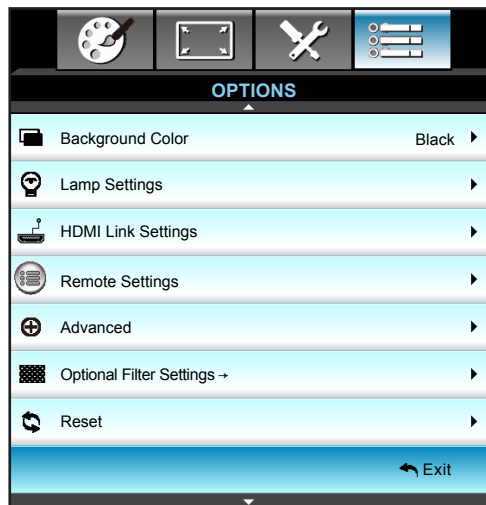 OPTIONS
Background Color Black
Lamp Settings
HDMI Link Settings
Remote Settings
Advanced
Optional Filter Settings →
Reset
Exit